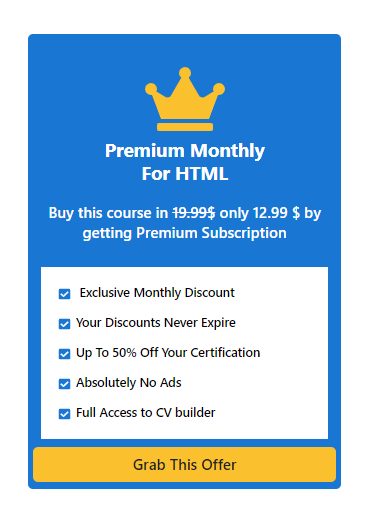 Premium Monthly
For HTML
Buy this course in 19.99$ only 12.99 $ by
getting Premium Subscription
Exclusive Monthly Discount
Your Discounts Never Expire
Up To 50% Off Your Certification
Absolutely No Ads
Full Access to CV builder
Grab This Offer